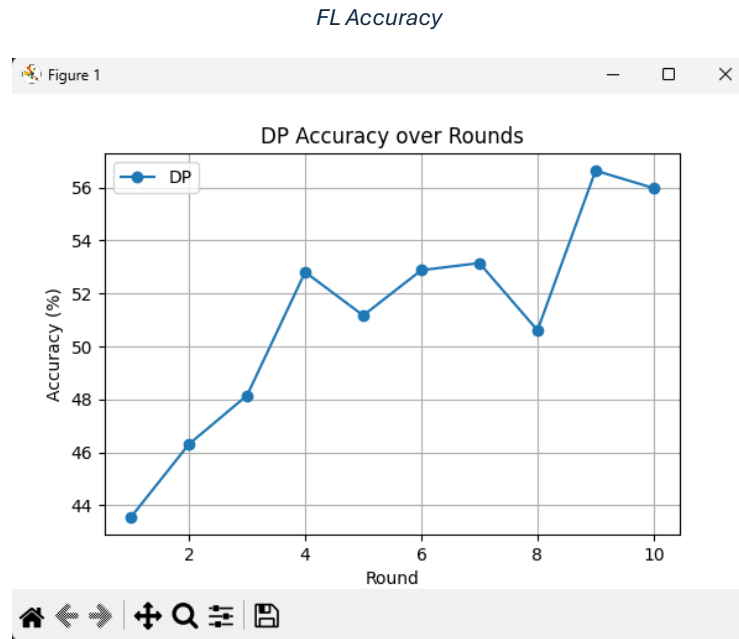 FL Accuracy
Figure 1
DP Accuracy over Rounds
DP
56
54
52
50
48
46
44
Accuracy (%)
2 4 6 8 10
Round